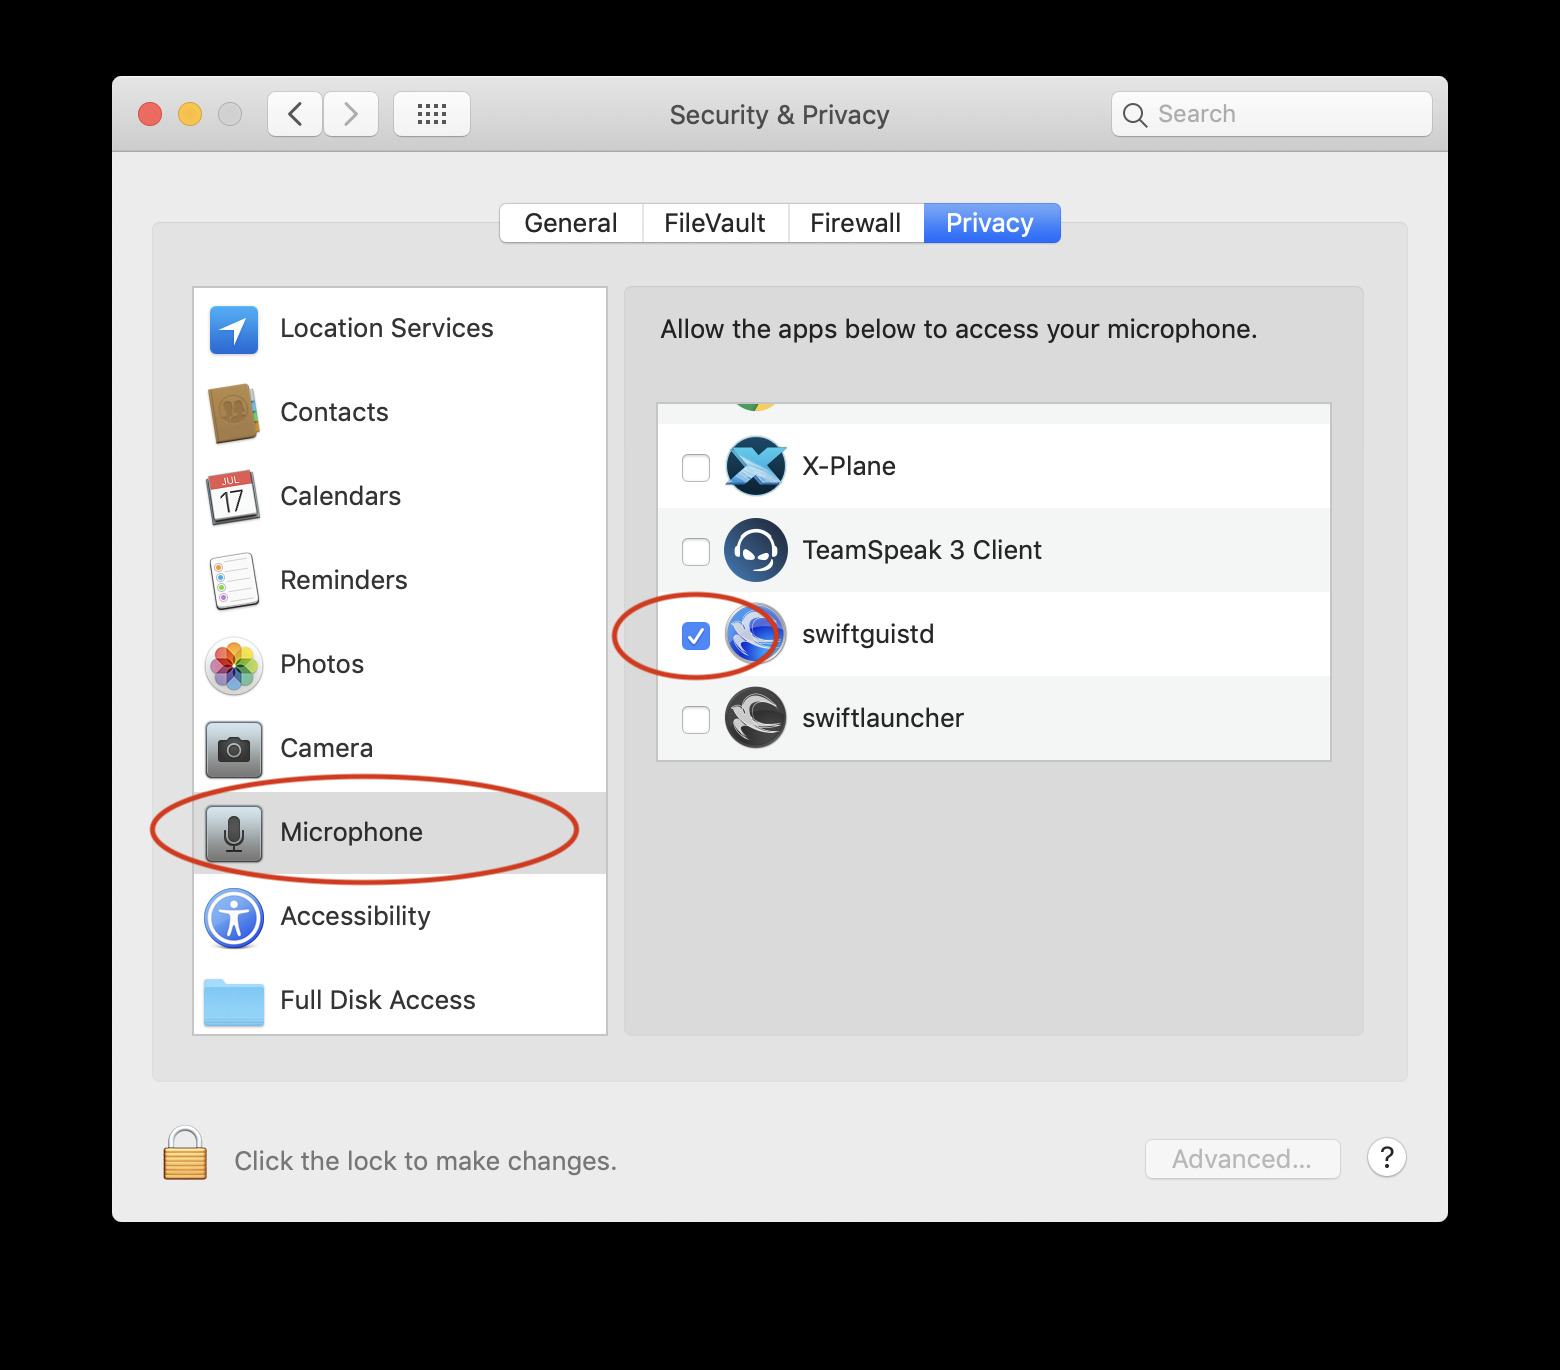 Security & Privacy
Search
General
FileVault
Firewall
Privacy
Location Services
Contacts
JUL
17
Calendars
Reminders
Photos
Camera
Microphone
Accessibility
Full Disk Access
Allow the apps below to access your microphone.
X-Plane
TeamSpeak 3 Client
swiftguistd
swiftlauncher
Click the lock to make changes.
Advanced...
?